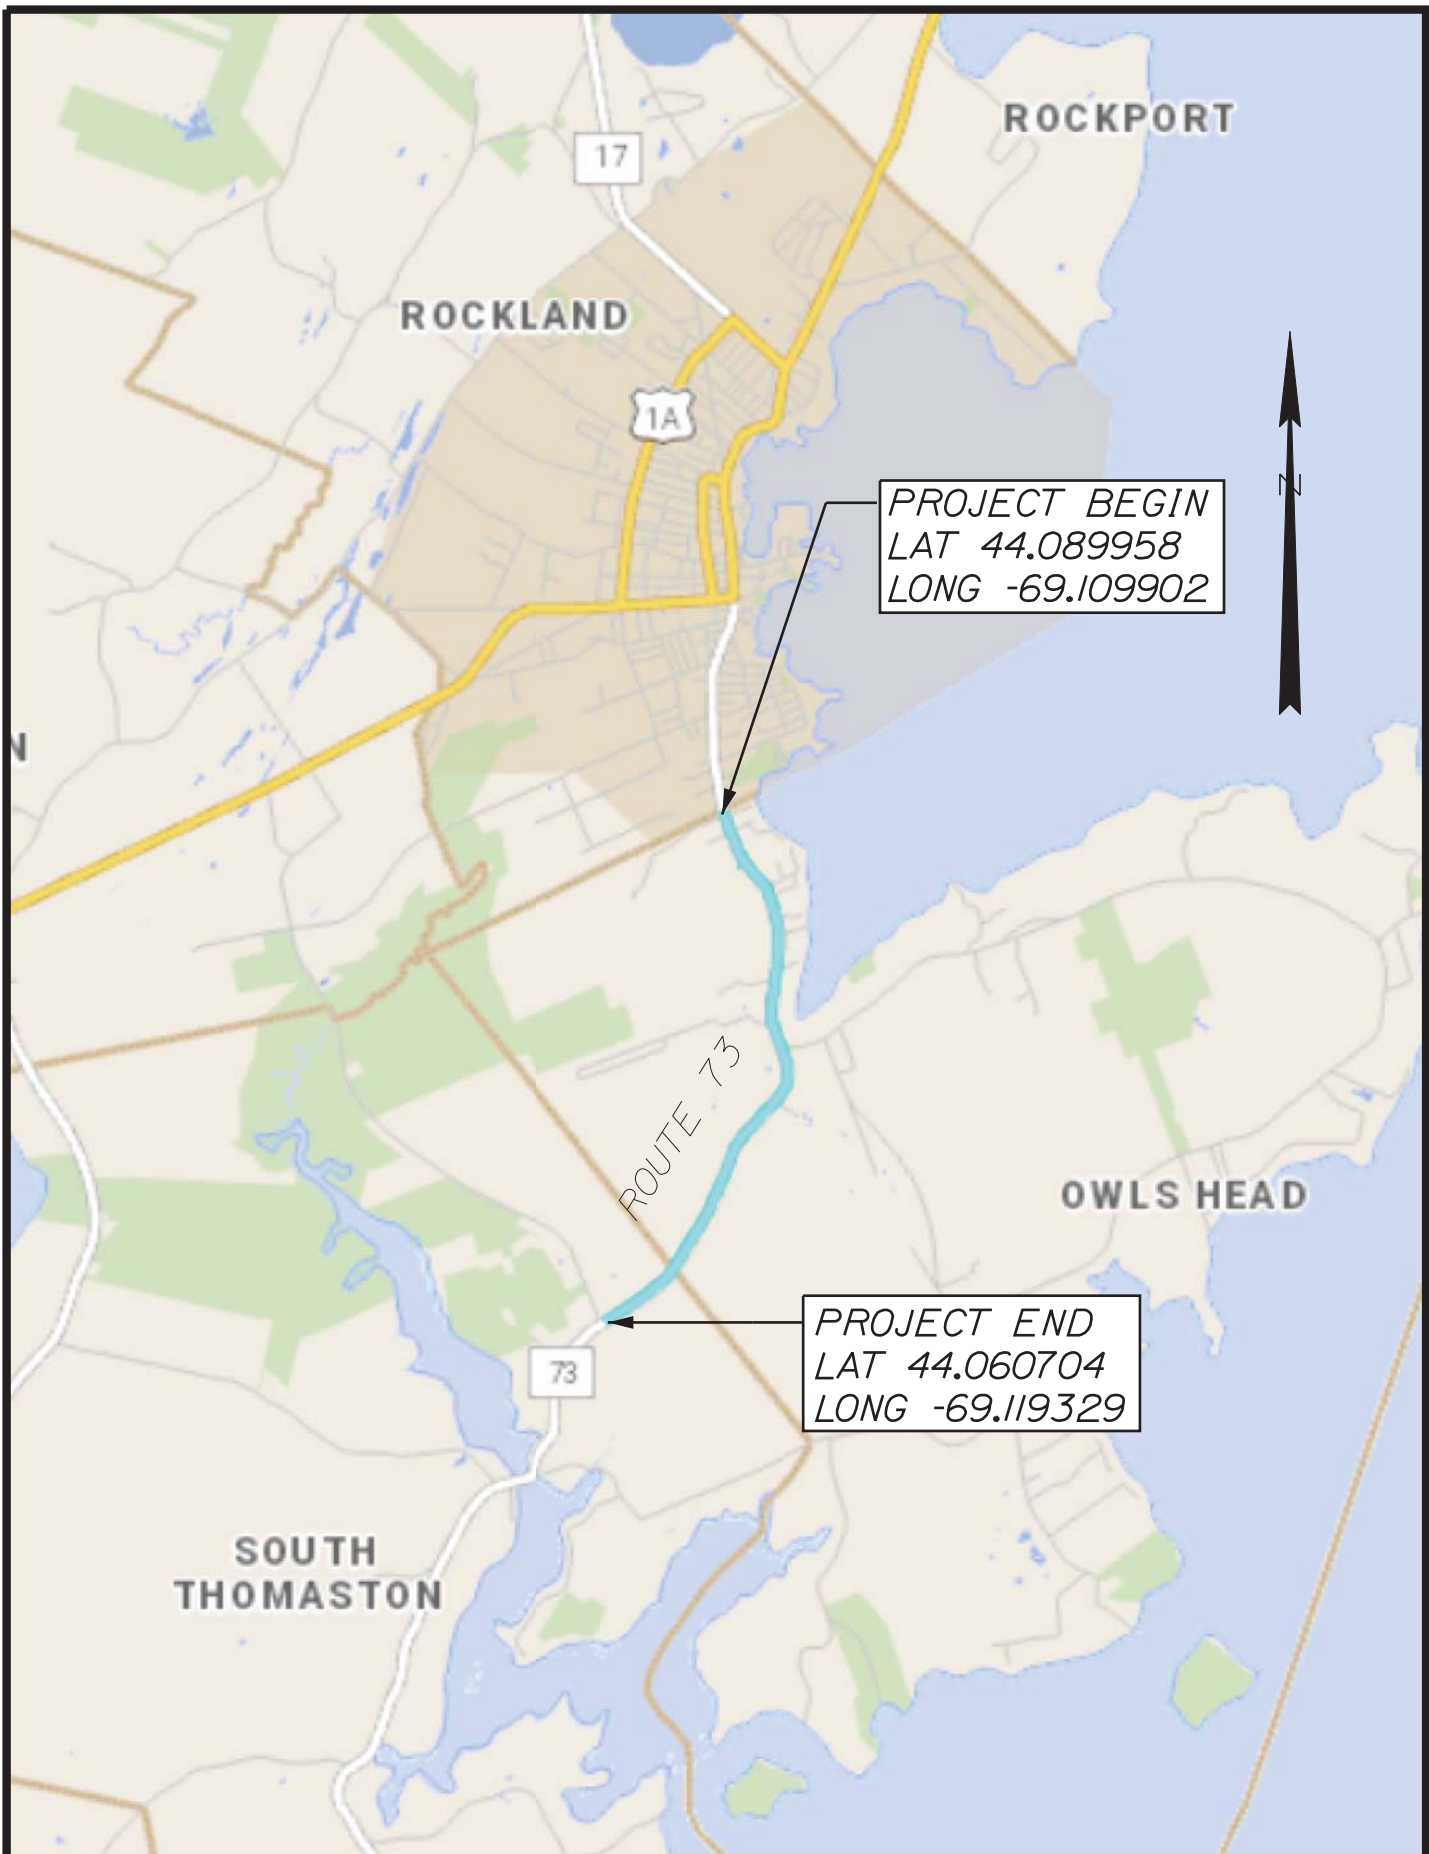 ROCKPORT
17
ROCKLAND
1A
N
PROJECT BEGIN
LAT 44.089958
LONG -69.109902
N
ROUTE 73
OWLS HEAD
PROJECT END
LAT 44.060704
LONG -69.119329
73
SOUTH
THOMASTON